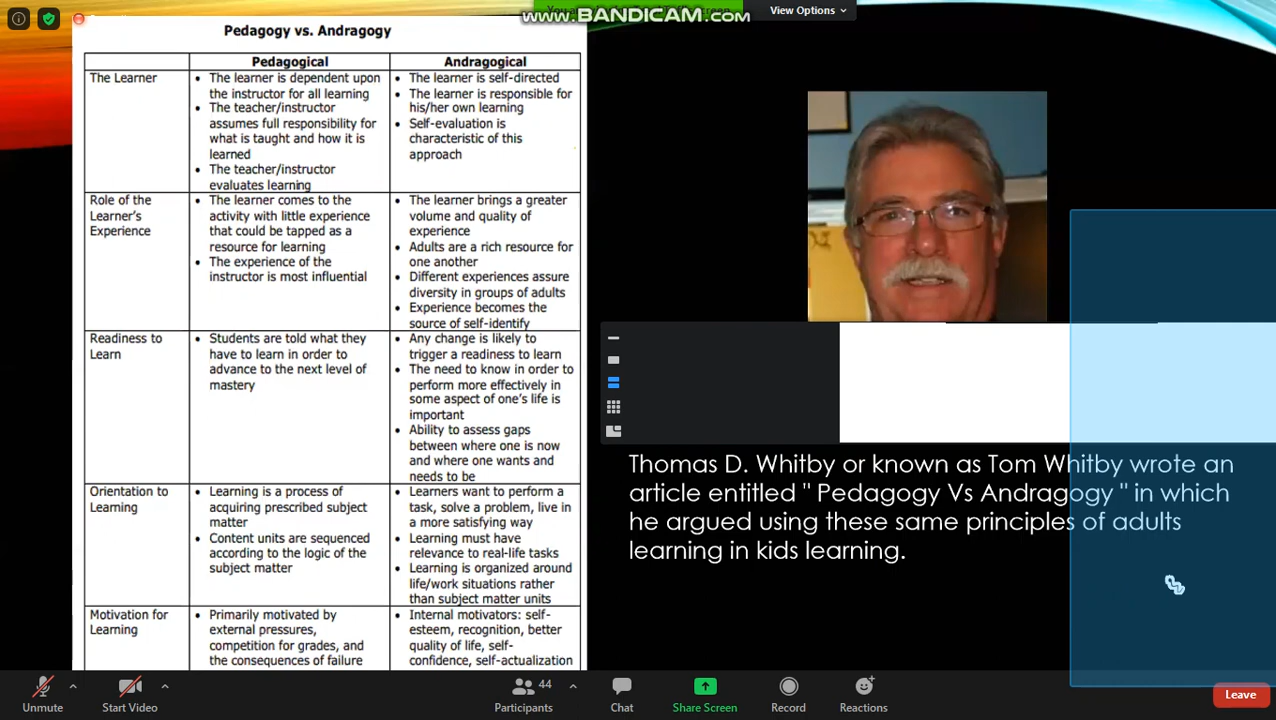 www.BANDICAM.com
View Options
Pedagogy vs. Andragogy
Pedagogical
Andragogical
The Learner
• The learner is dependent upon
the instructor for all learning
• The teacher/instructor
assumes full responsibility for
what is taught and how it is
learned
• The teacher/instructor
evaluates learning
• The learner is self-directed
• The learner is responsible for
his/her own learning
• Self-evaluation is
characteristic of this
approach
Role of the
Learner's
Experience
• The learner comes to the
activity with little experience
that could be tapped as a
resource for learning
• The experience of the
instructor is most influential
• The learner brings a greater
volume and quality of
experience
• Adults are a rich resource for
one another
• Different experiences assure
diversity in groups of adults
• Experience becomes the
source of self-identify
Readiness to
Learn
• Students are told what they
have to learn in order to
advance to the next level of
mastery
• Any change is likely to
trigger a readiness to learn
• The need to know in order to
perform more effectively in
some aspect of one's life is
important
• Ability to assess gaps
between where one is now
and where one wants and
needs to be
Orientation to
Learning
• Learning is a process of
acquiring prescribed subject
matter
• Content units are sequenced
according to the logic of the
subject matter
• Learners want to perform a
task, solve a problem, live in
a more satisfying way
• Learning must have
relevance to real-life tasks
• Learning is organized around
life/work situations rather
than subject matter units
Motivation for
Learning
• Primarily motivated by
external pressures,
competition for grades, and
the consequences of failure
• Internal motivators: self-
esteem, recognition, better
quality of life, self-
confidence, self-actualization
Thomas D. Whitby or known as Tom Whitby wrote an
article entitled " Pedagogy Vs Andragogy " in which
he argued using these same principles of adults
learning in kids learning.
Unmute
Start Video
44
Participants
Chat
Share Screen
Record
Reactions
Leave